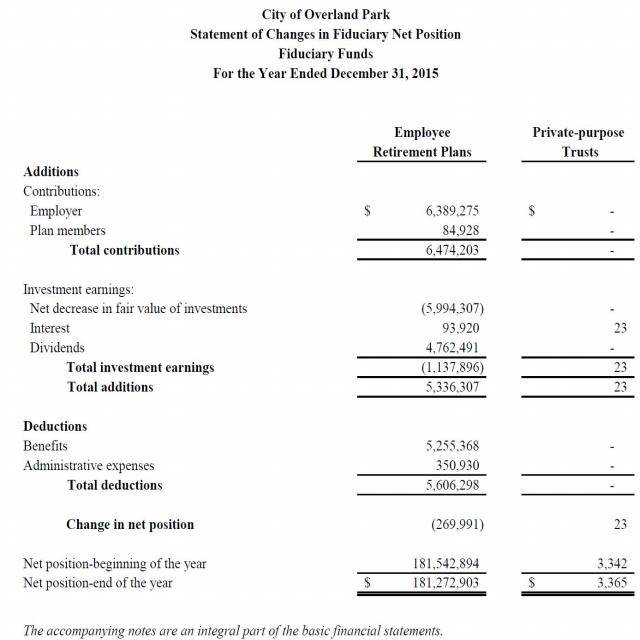 City of Overland Park
Statement of Changes in Fiduciary Net Position
Fiduciary Funds
For the Year Ended December 31, 2015
Employee Private-purpose
Retirement Plans Trusts
Additions
Contributions:
Employer $ 6,389,275 $ -
Plan members 84,928 -
Total contributions 6,474,203 -
Investment earnings:
Net decrease in fair value of investments (5,994,307) -
Interest 93,920 23
Dividends 4,762,491 -
Total investment earnings (1,137,896) 23
Total additions 5,336,307 23
Deductions
Benefits 5,255,368 -
Administrative expenses 350,930 -
Total deductions 5,606,298 -
Change in net position (269,991) 23
Net position-beginning of the year 181,542,894 3,342
Net position-end of the year $ 181,272,903 $ 3,365
The accompanying notes are an integral part of the basic financial statements.